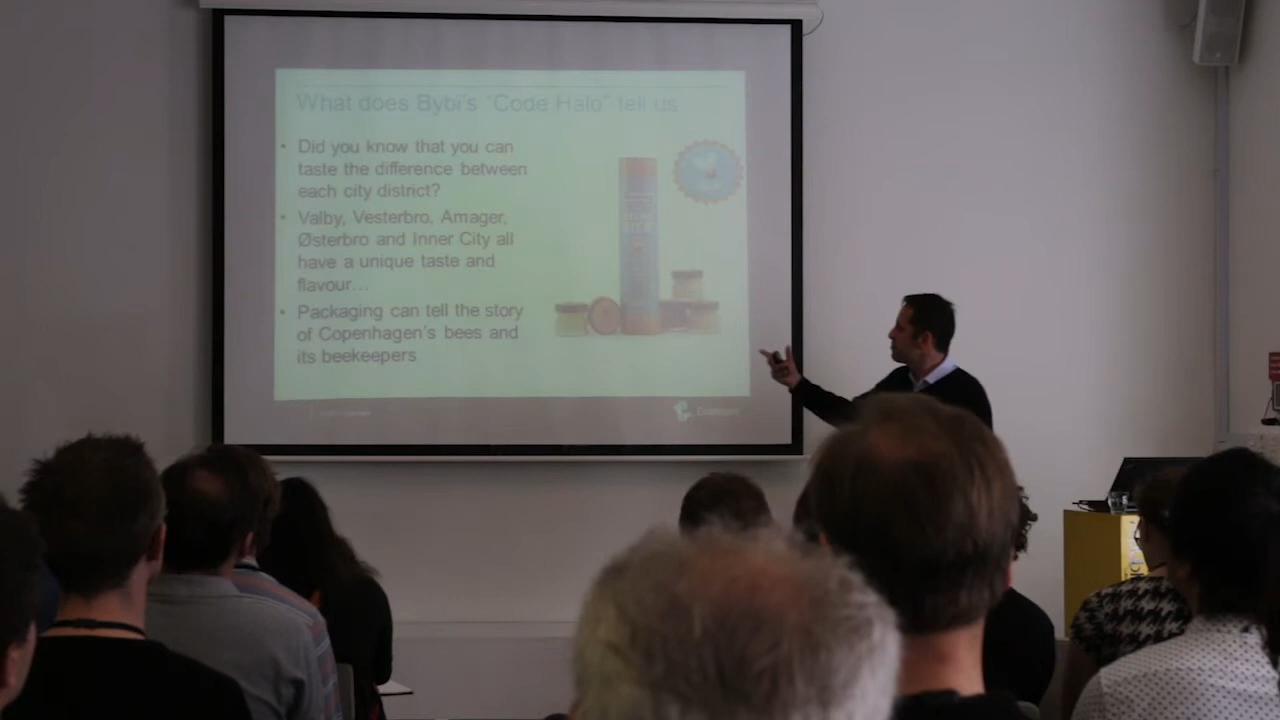 What does Bybi's "Code Halo" tell us
• Did you know that you can
taste the difference between
each city district?
• Valby, Vesterbro, Amager,
Østerbro and Inner City all
have a unique taste and
flavour…
• Packaging can tell the story
of Copenhagen's bees and
its beekeepers